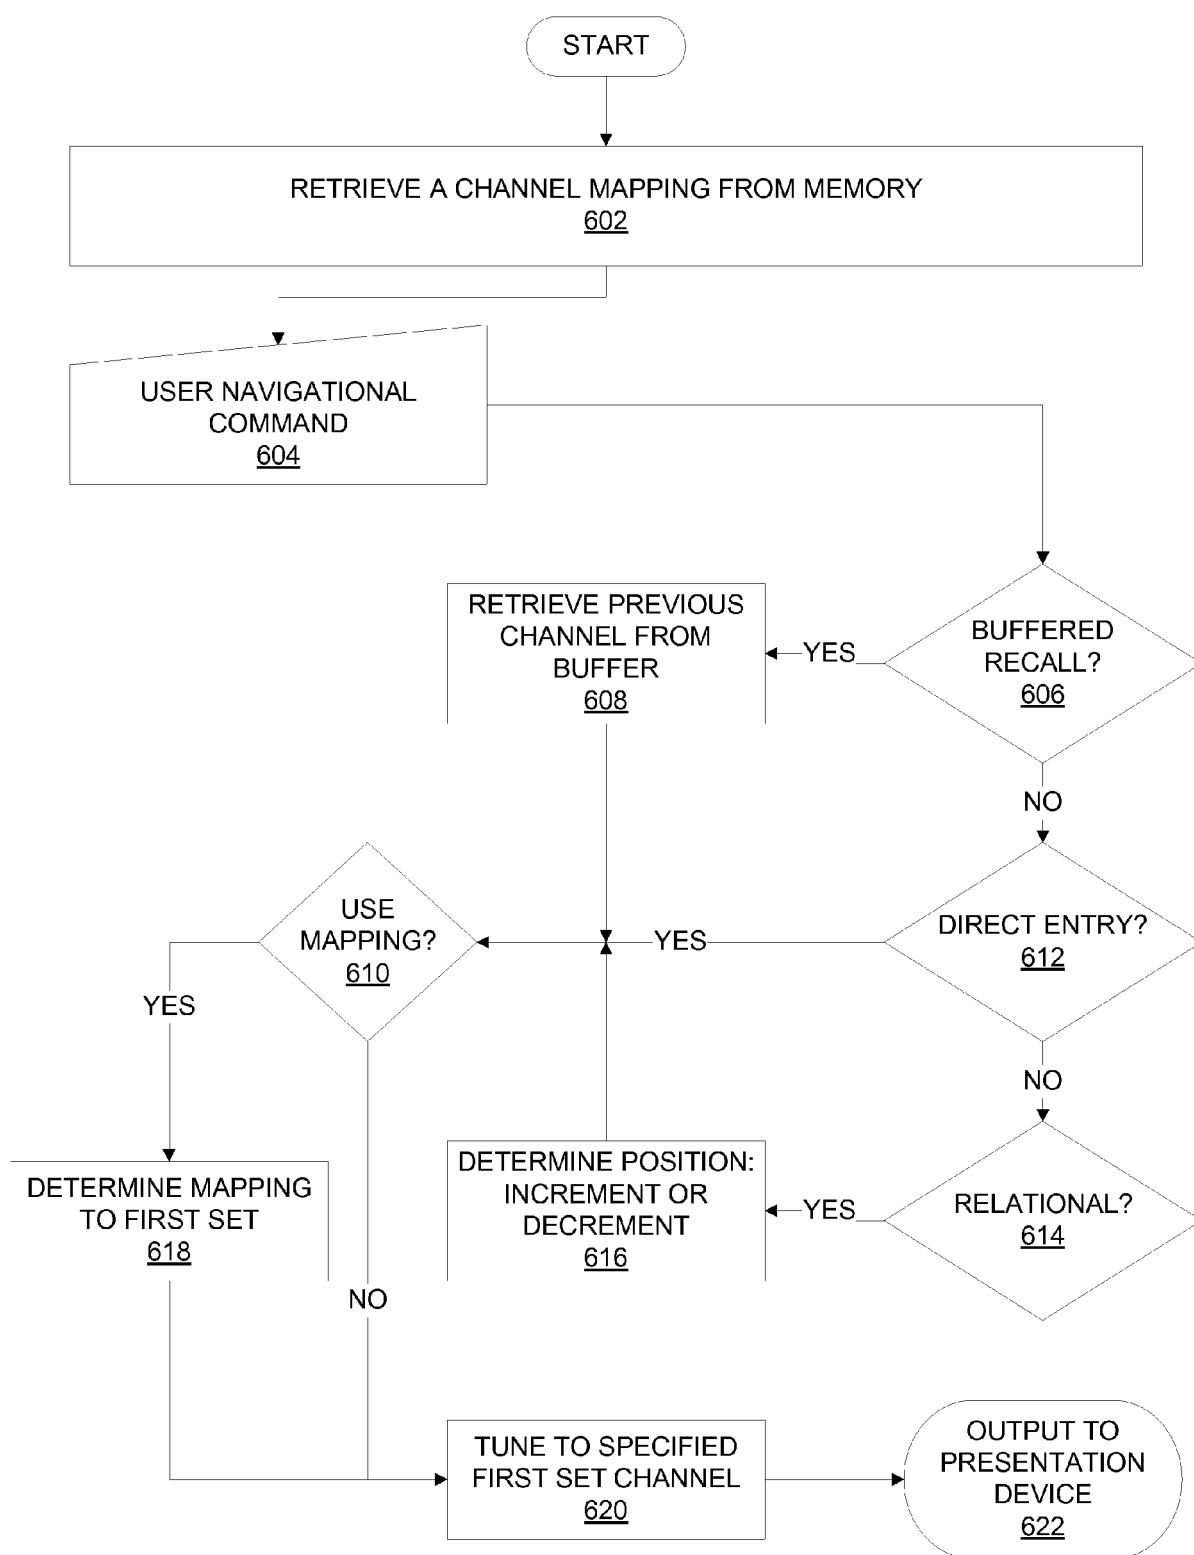 START
RETRIEVE A CHANNEL MAPPING FROM MEMORY
602
USER NAVIGATIONAL
COMMAND
604
BUFFERED
RECALL?
606
YES
RETRIEVE PREVIOUS
CHANNEL FROM
BUFFER
608
NO
DIRECT ENTRY?
612
YES
USE
MAPPING?
610
YES
NO
NO
RELATIONAL?
614
YES
DETERMINE POSITION:
INCREMENT OR
DECREMENT
616
DETERMINE MAPPING
TO FIRST SET
618
TUNE TO SPECIFIED
FIRST SET CHANNEL
620
OUTPUT TO
PRESENTATION
DEVICE
622